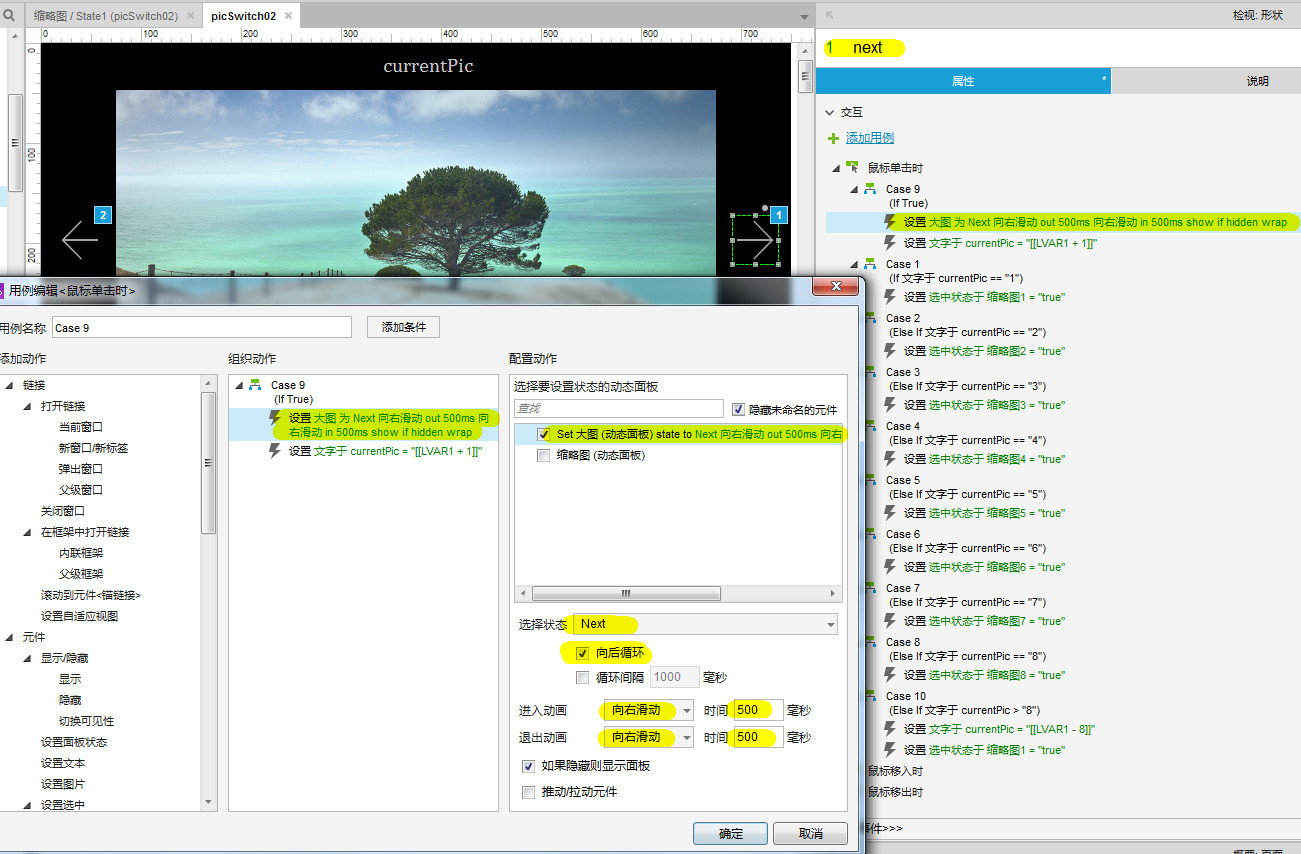 缩略图 / State1 (picSwitch02)
picSwitch02
0
100
200
300
400
500
600
700
0
100
200
currentPic
2
1
检视: 形状
1 next
属性
*
说明
交互
添加用例
鼠标单击时
Case 9
(If True)
设置 大图 为 Next 向右滑动 out 500ms 向右滑动 in 500ms show if hidden wrap
设置 文字于 currentPic = "[[LVAR1 + 1]]"
Case 1
(If 文字于 currentPic == "1")
设置 选中状态于 缩略图1 = "true"
Case 2
(Else If 文字于 currentPic == "2")
设置 选中状态于 缩略图2 = "true"
Case 3
(Else If 文字于 currentPic == "3")
设置 选中状态于 缩略图3 = "true"
Case 4
(Else If 文字于 currentPic == "4")
设置 选中状态于 缩略图4 = "true"
Case 5
(Else If 文字于 currentPic == "5")
设置 选中状态于 缩略图5 = "true"
Case 6
(Else If 文字于 currentPic == "6")
设置 选中状态于 缩略图6 = "true"
Case 7
(Else If 文字于 currentPic == "7")
设置 选中状态于 缩略图7 = "true"
Case 8
(Else If 文字于 currentPic == "8")
设置 选中状态于 缩略图8 = "true"
Case 10
(Else If 文字于 currentPic > "8")
设置 文字于 currentPic = "[[LVAR1 - 8]]"
设置 选中状态于 缩略图1 = "true"
鼠标移入时
鼠标移出时
事件>>>
概要: 页面
用例编辑<鼠标单击时>
用例名称
Case 9
添加条件
添加动作
链接
打开链接
当前窗口
新窗口/新标签
弹出窗口
父级窗口
关闭窗口
在框架中打开链接
内联框架
父级框架
滚动到元件<锚链接>
设置自适应视图
元件
显示/隐藏
显示
隐藏
切换可见性
设置面板状态
设置文本
设置图片
设置选中
组织动作
Case 9
(If True)
设置 大图 为 Next 向右滑动 out 500ms 向
右滑动 in 500ms show if hidden wrap
设置 文字于 currentPic = "[[LVAR1 + 1]]"
配置动作
选择要设置状态的动态面板
查找
隐藏未命名的元件
Set 大图 (动态面板) state to Next 向右滑动 out 500ms 向右
缩略图 (动态面板)
选择状态
Next
向后循环
循环间隔
1000
毫秒
进入动画
向右滑动
时间
500
毫秒
退出动画
向右滑动
时间
500
毫秒
如果隐藏则显示面板
推动/拉动元件
确定
取消